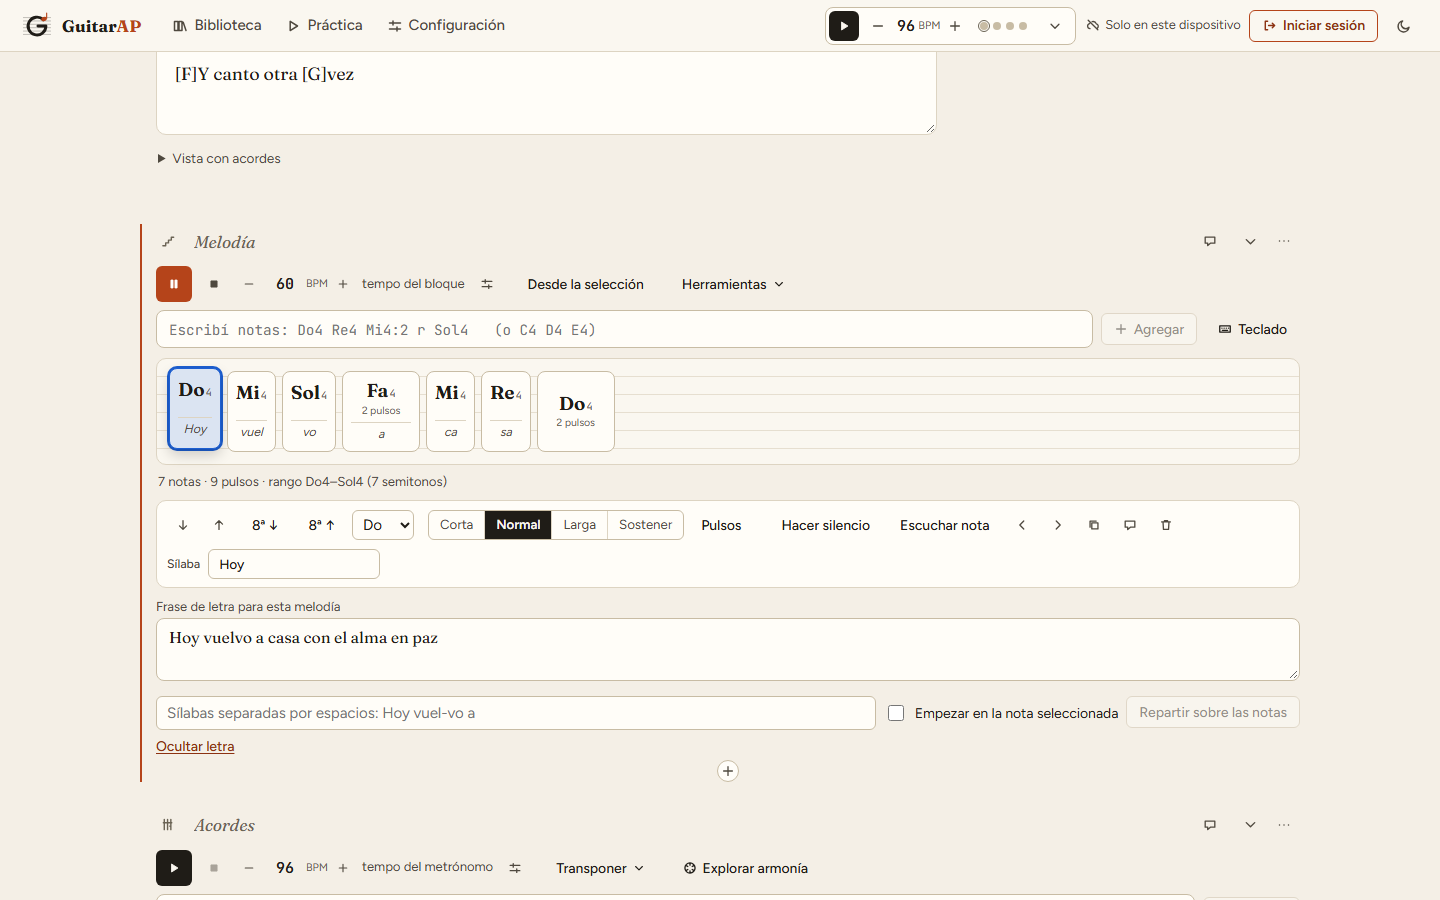 GuitarAP Biblioteca Práctica Configuración 96 BPM Solo en este dispositivo Iniciar sesión
[F]Y canto otra [G]vez
Vista con acordes
Melodía
60 BPM tempo del bloque Desde la selección Herramientas
Escribí notas: Do4 Re4 Mi4:2 r Sol4 (o C4 D4 E4) Agregar Teclado
Do4 Mi4 Sol4 Fa4 Mi4 Re4 Do4
2 pulsos 2 pulsos
Hoy vuel vo a ca sa
7 notas · 9 pulsos · rango Do4–Sol4 (7 semitonos)
8ª ↓ 8ª ↑ Do Corta Normal Larga Sostener Pulsos Hacer silencio Escuchar nota
Sílaba Hoy
Frase de letra para esta melodía
Hoy vuelvo a casa con el alma en paz
Sílabas separadas por espacios: Hoy vuel-vo a Empezar en la nota seleccionada Repartir sobre las notas
Ocultar letra
Acordes
96 BPM tempo del metrónomo Transponer Explorar armonía